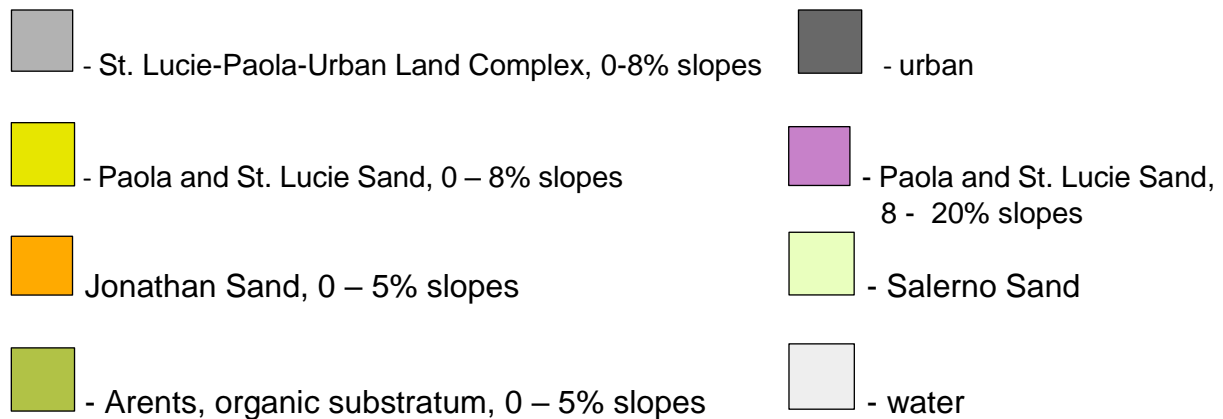 - St. Lucie-Paola-Urban Land Complex, 0-8% slopes
- urban
- Paola and St. Lucie Sand, 0 – 8% slopes
- Paola and St. Lucie Sand,
8 - 20% slopes
Jonathan Sand, 0 – 5% slopes
- Salerno Sand
- Arents, organic substratum, 0 – 5% slopes
- water